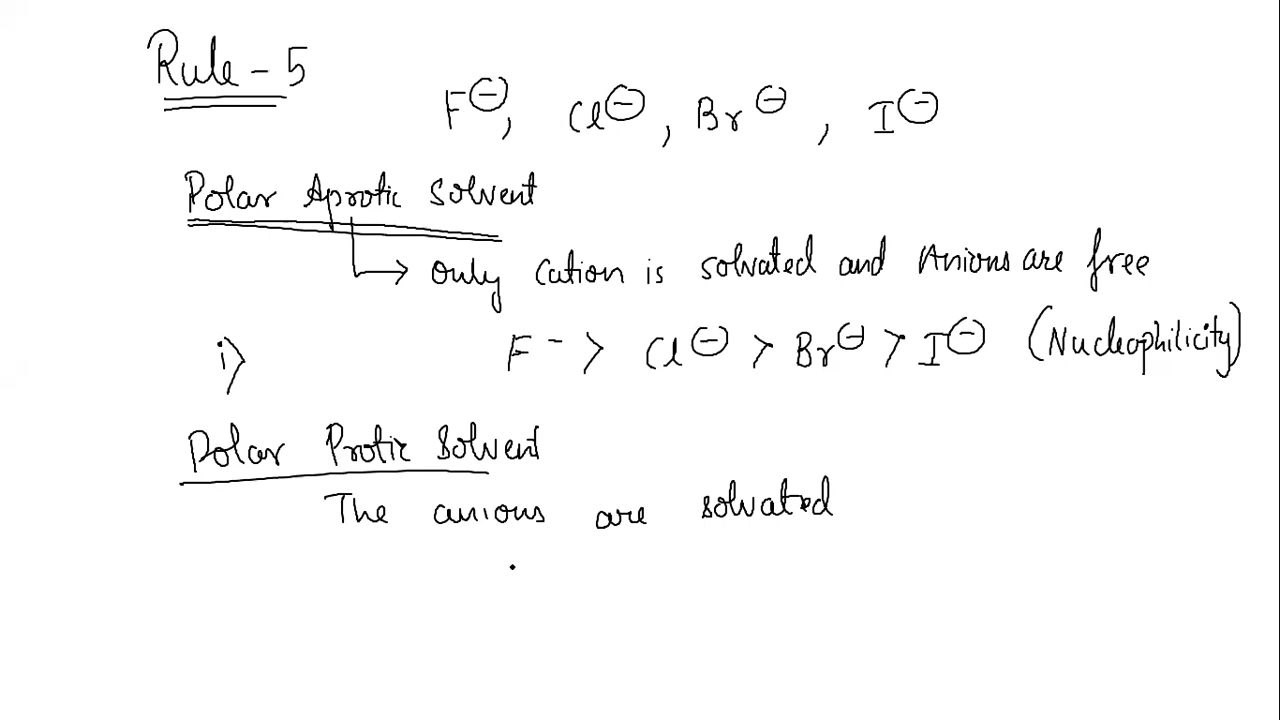 Rule - 5
F⊖, Cl⊖, Br⊖, I⊖
Polar Aprotic Solvent
→ Only cation is solvated and Anions are free
i) F⁻ > Cl⊖ > Br⊖ > I⊖ (Nucleophilicity)
Polar Protic Solvent
The anions are solvated